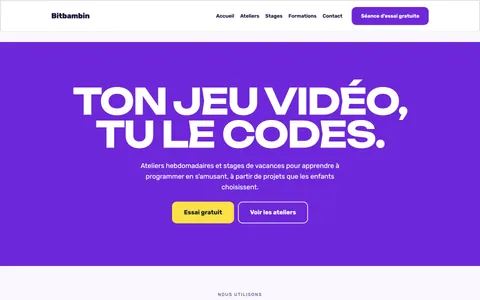 Bitbambin
Accueil Ateliers Stages Formations Contact Séance d'essai gratuite
TON JEU VIDÉO,
TU LE CODES.
Ateliers hebdomadaires et stages de vacances pour apprendre à
programmer en s'amusant, à partir de projets que les enfants
choisissent.
Essai gratuit Voir les ateliers
NOUS UTILISONS